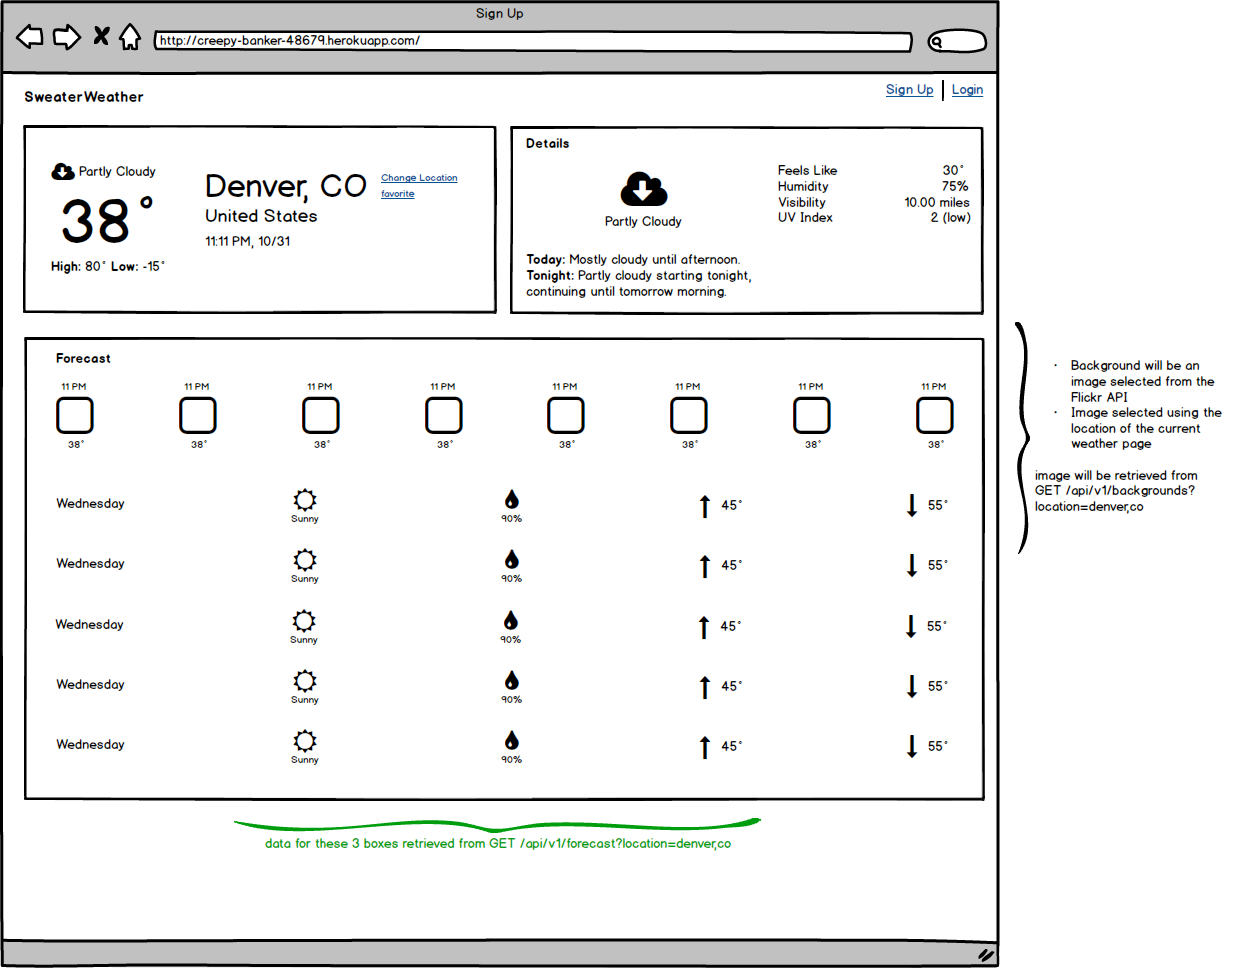 Sign Up
http://creepy-banker-48679.herokuapp.com/
SweaterWeather
Sign Up
Login
Partly Cloudy
38°
High: 80° Low: -15°
Denver, CO
Change Location
favorite
United States
11:11 PM, 10/31
Details
Partly Cloudy
Feels Like 30°
Humidity 75%
Visibility 10.00 miles
UV Index 2 (low)
Today: Mostly cloudy until afternoon.
Tonight: Partly cloudy starting tonight,
continuing until tomorrow morning.
Forecast
11 PM 11 PM 11 PM 11 PM 11 PM 11 PM 11 PM 11 PM
38° 38° 38° 38° 38° 38° 38° 38°
Wednesday Sunny 90% 45° 55°
Wednesday Sunny 90% 45° 55°
Wednesday Sunny 90% 45° 55°
Wednesday Sunny 90% 45° 55°
Wednesday Sunny 90% 45° 55°
data for these 3 boxes retrieved from GET /api/v1/forecast?location=denver,co
· Background will be an
image selected from the
Flickr API
· Image selected using the
location of the current
weather page
image will be retrieved from
GET /api/v1/backgrounds?
location=denver,co